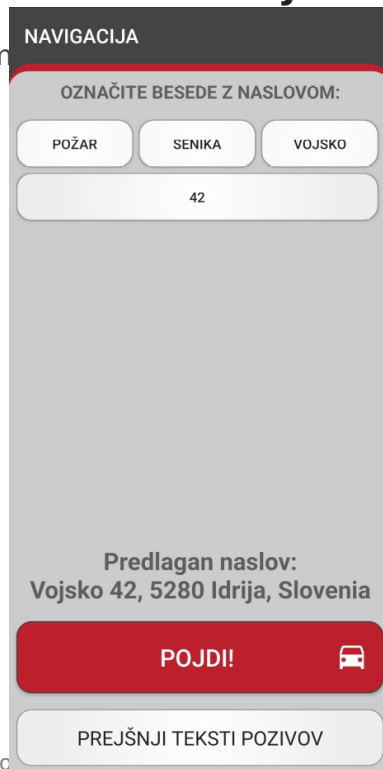 NAVIGACIJA
OZNAČITE BESEDE Z NASLOVOM:
POŽAR SENIKA VOJSKO
42
Predlagan naslov:
Vojsko 42, 5280 Idrija, Slovenia
POJDI!
PREJŠNJI TEKSTI POZIVOV